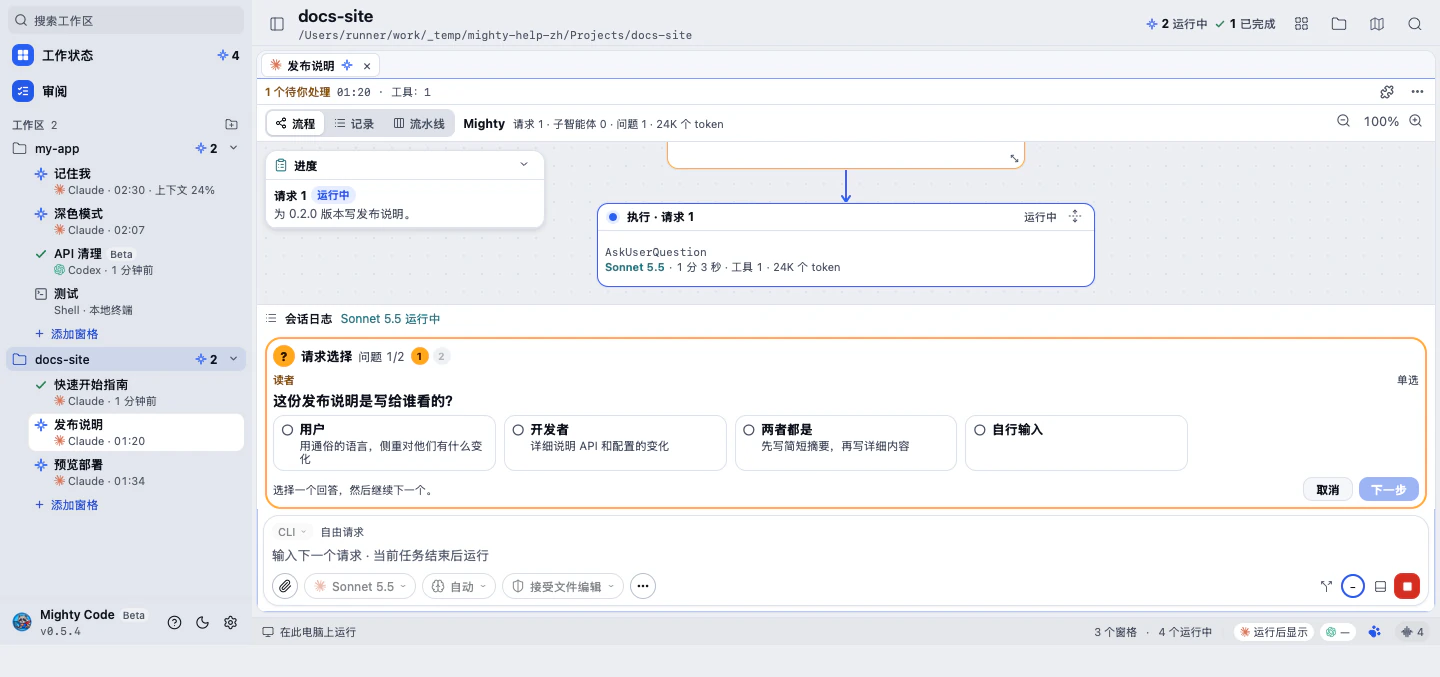 搜索工作区
工作状态 4
审阅
工作区 2
my-app 2
记住我
Claude · 02:30 · 上下文 24%
深色模式
Claude · 02:07
API 清理 Beta
Codex · 1 分钟前
测试
Shell · 本地终端
+ 添加窗格
docs-site 2
快速开始指南
Claude · 1 分钟前
发布说明
Claude · 01:20
预览部署
Claude · 01:34
+ 添加窗格
Mighty Code Beta
v0.5.4
docs-site
/Users/runner/work/_temp/mighty-help-zh/Projects/docs-site
2 运行中 1 已完成
发布说明
1 个待你处理 01:20 · 工具: 1
流程 记录 流水线 Mighty 请求 1 · 子智能体 0 · 问题 1 · 24K 个 token
100%
进度
请求 1 运行中
为 0.2.0 版本写发布说明。
执行 · 请求 1 运行中
AskUserQuestion
Sonnet 5.5 · 1 分 3 秒 · 工具 1 · 24K 个 token
会话日志 Sonnet 5.5 运行中
? 请求选择 问题 1/2 1 2
读者 单选
这份发布说明是写给谁看的?
用户
用通俗的语言，侧重对他们有什么变
化
开发者
详细说明 API 和配置的变化
两者都是
先写简短摘要，再写详细内容
自行输入
选择一个回答，然后继续下一个。
取消 下一步
CLI 自由请求
输入下一个请求 · 当前任务结束后运行
Sonnet 5.5 自动 接受文件编辑
在此电脑上运行
3 个窗格 · 4 个运行中 运行后显示 — 4